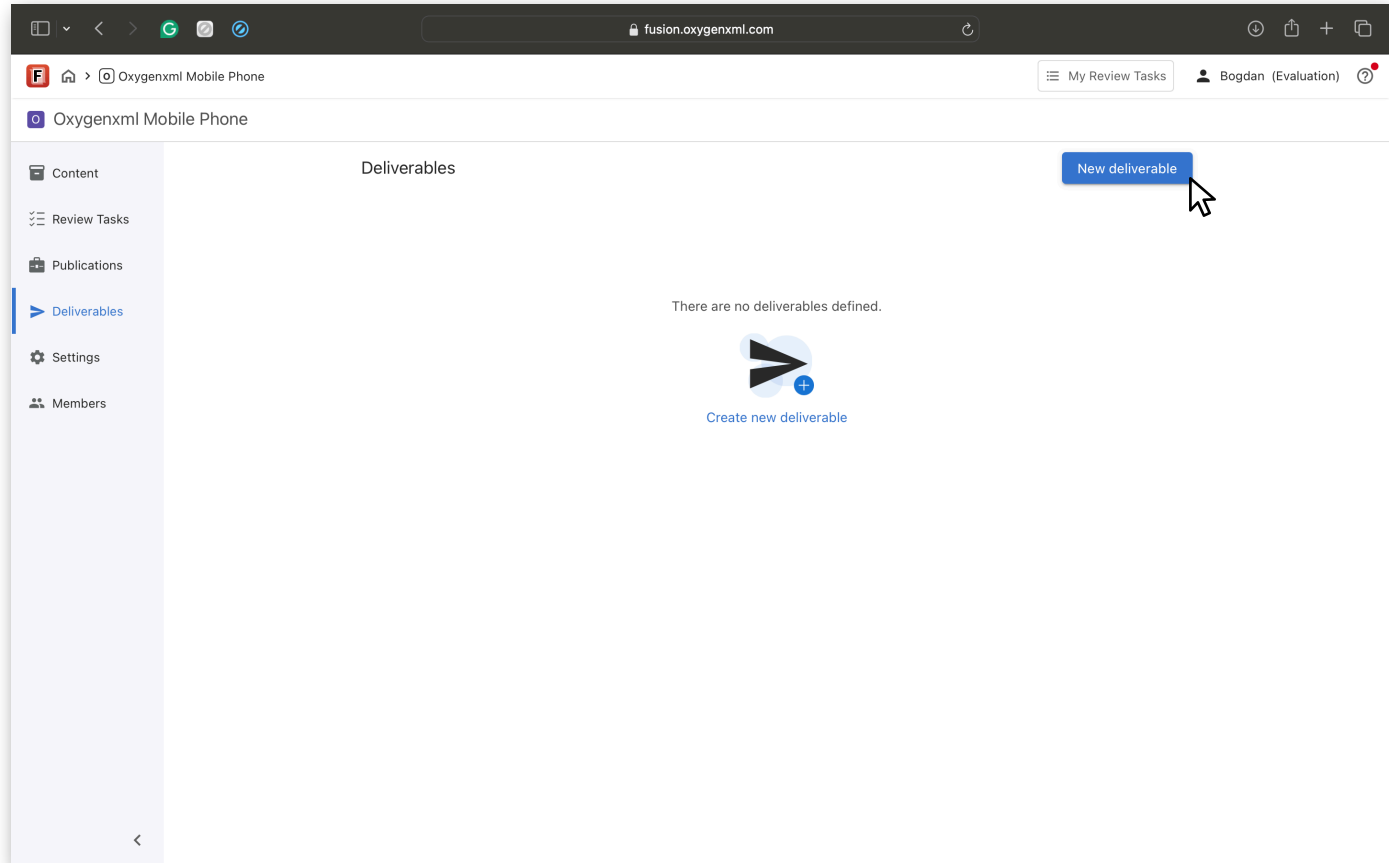 fusion.oxygenxml.com
F
O Oxygenxml Mobile Phone
My Review Tasks
Bogdan (Evaluation)
O Oxygenxml Mobile Phone
Content
Review Tasks
Publications
Deliverables
Settings
Members
Deliverables
New deliverable
There are no deliverables defined.
Create new deliverable